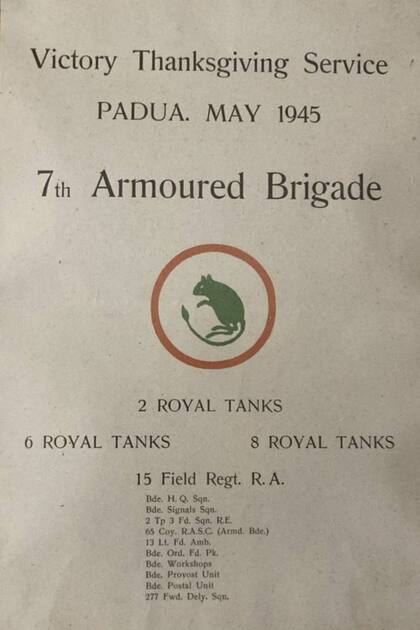 Victory Thanksgiving Service
PADUA. MAY 1945
7th Armoured Brigade
2 ROYAL TANKS
6 ROYAL TANKS 8 ROYAL TANKS
15 Field Regt. R.A.
Bde. H.Q. Sqn.
Bde. Signals Sqn.
2 Tp 3 Fd. Sqn. R.E.
65 Coy. R.A.S.C. (Armd. Bde.)
13 Lt. Fd. Amb.
Bde. Ord. Fd. Pk.
Bde. Workshops
Bde. Provost Unit
Bde. Postal Unit
277 Fwd. Dely. Sqn.